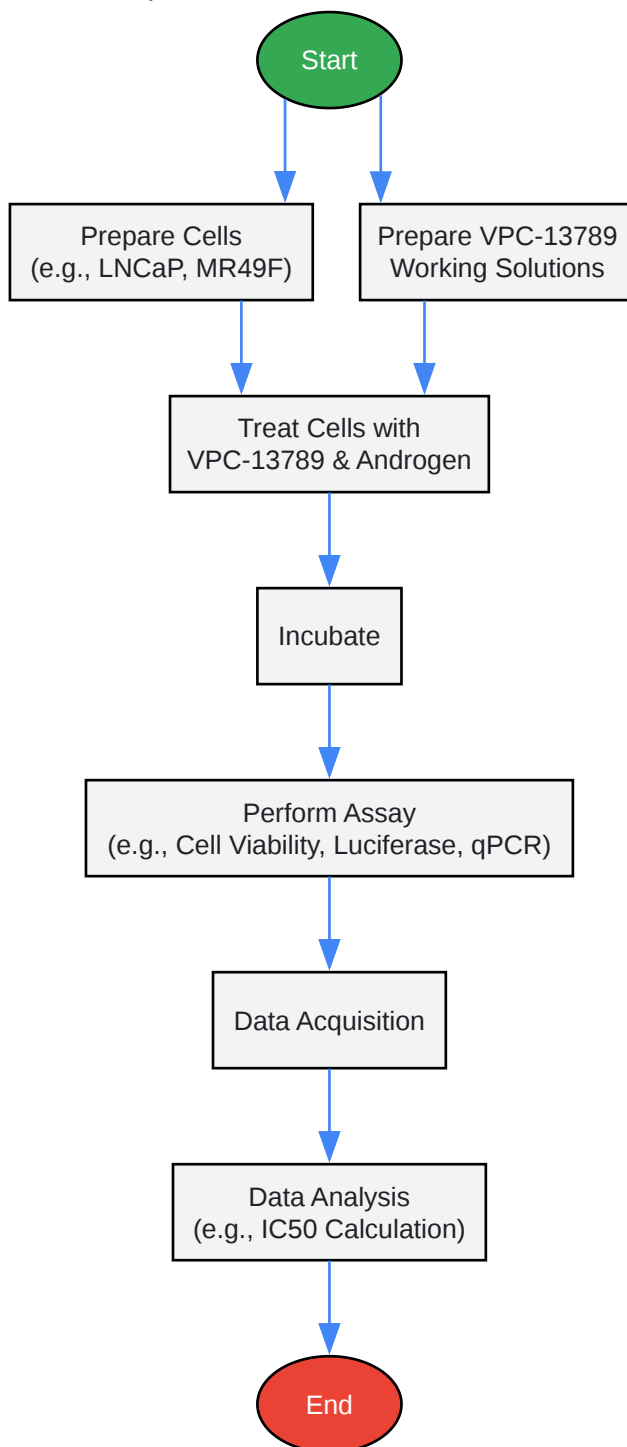 Start
Prepare Cells
(e.g., LNCaP, MR49F)
Prepare VPC-13789
Working Solutions
Treat Cells with
VPC-13789 & Androgen
Incubate
Perform Assay
(e.g., Cell Viability, Luciferase, qPCR)
Data Acquisition
Data Analysis
(e.g., IC50 Calculation)
End